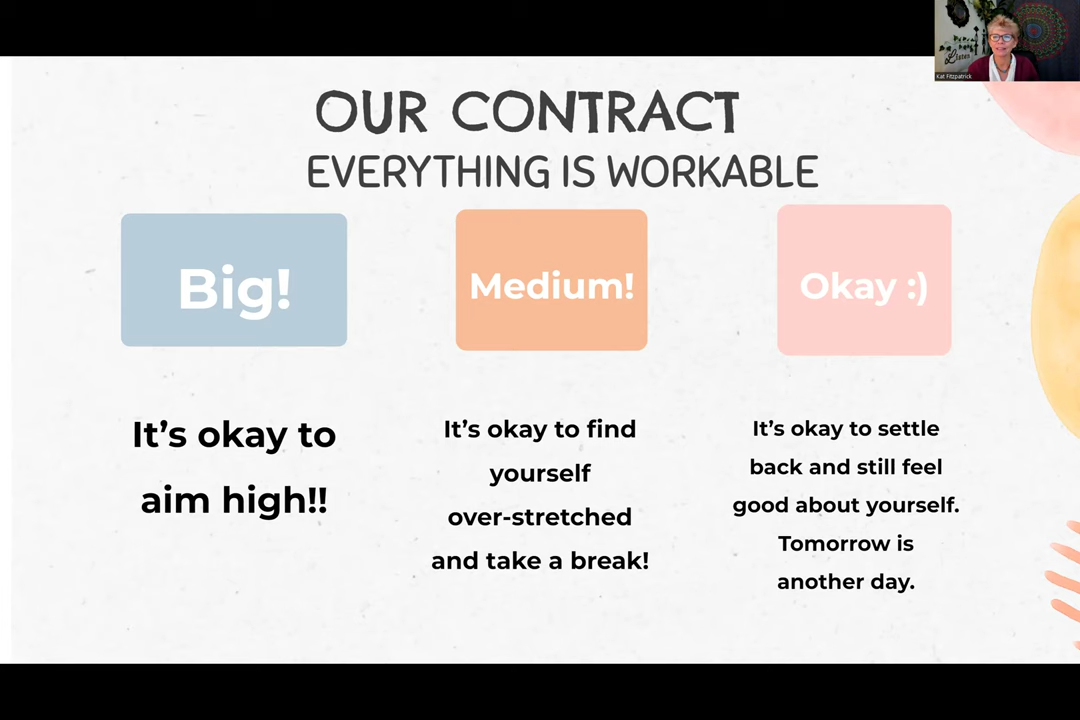 Listen
Kat Fitzpatrick
OUR CONTRACT
EVERYTHING IS WORKABLE
Big!
Medium!
Okay :)
It’s okay to
aim high!!
It’s okay to find
yourself
over-stretched
and take a break!
It’s okay to settle
back and still feel
good about yourself.
Tomorrow is
another day.